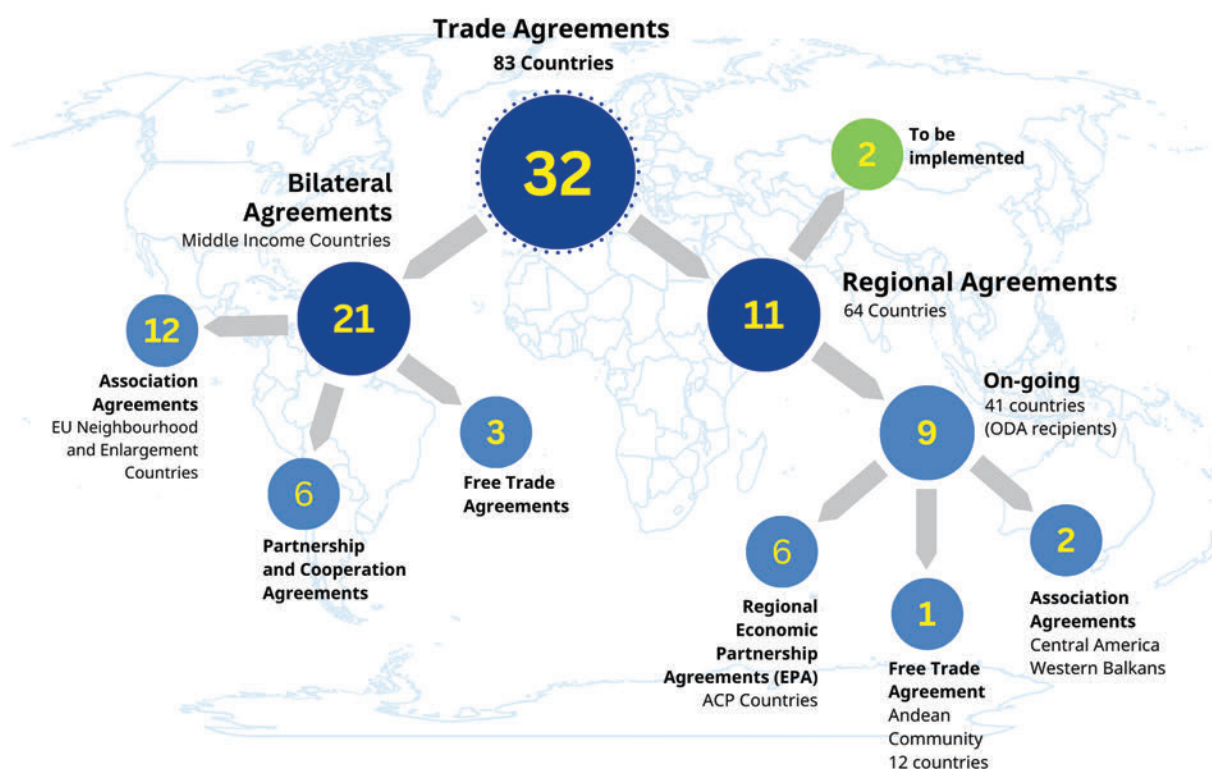 Trade Agreements
83 Countries
32
Bilateral
Agreements
Middle Income Countries
21
12
Association
Agreements
EU Neighbourhood
and Enlargement
Countries
6
Partnership
and Cooperation
Agreements
3
Free Trade
Agreements
2
To be
implemented
Regional Agreements
64 Countries
11
On-going
41 countries
(ODA recipients)
9
6
Regional
Economic
Partnership
Agreements (EPA)
ACP Countries
1
Free Trade
Agreement
Andean
Community
12 countries
2
Association
Agreements
Central America
Western Balkans